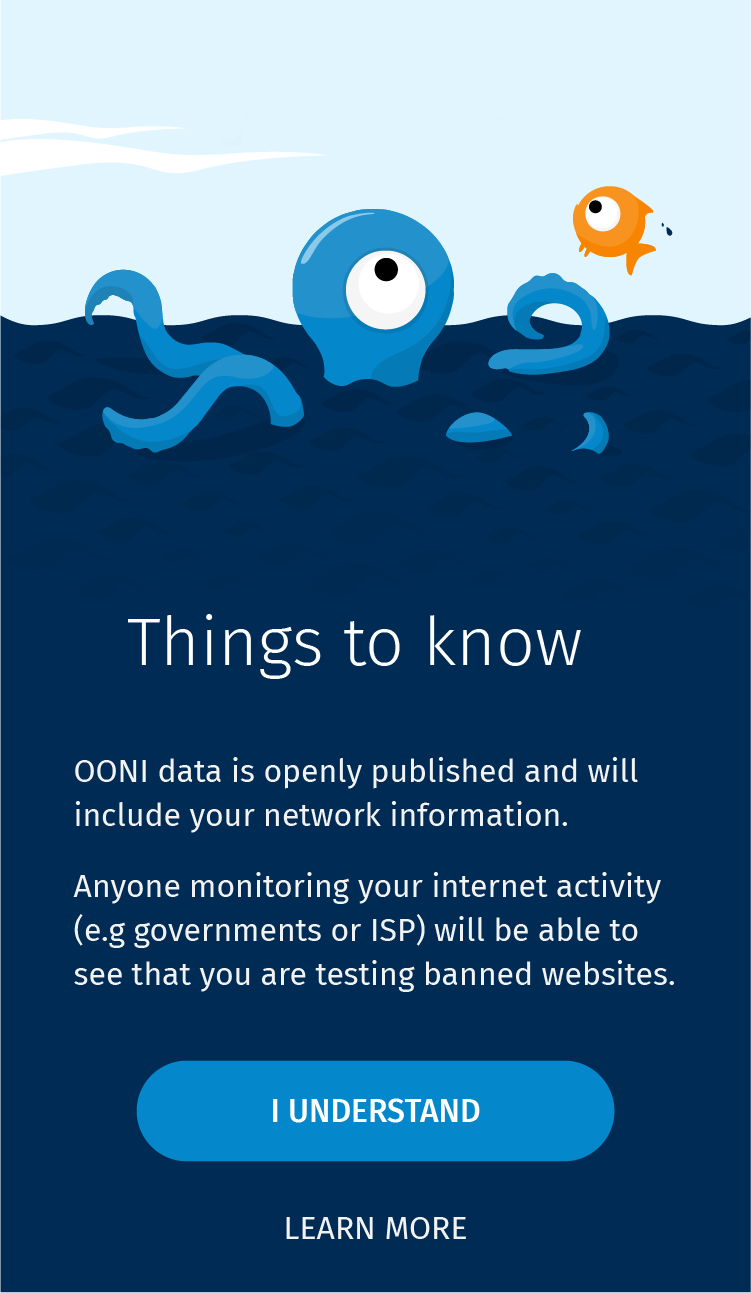 Things to know
OONI data is openly published and will
include your network information.
Anyone monitoring your internet activity
(e.g governments or ISP) will be able to
see that you are testing banned websites.
I UNDERSTAND
LEARN MORE